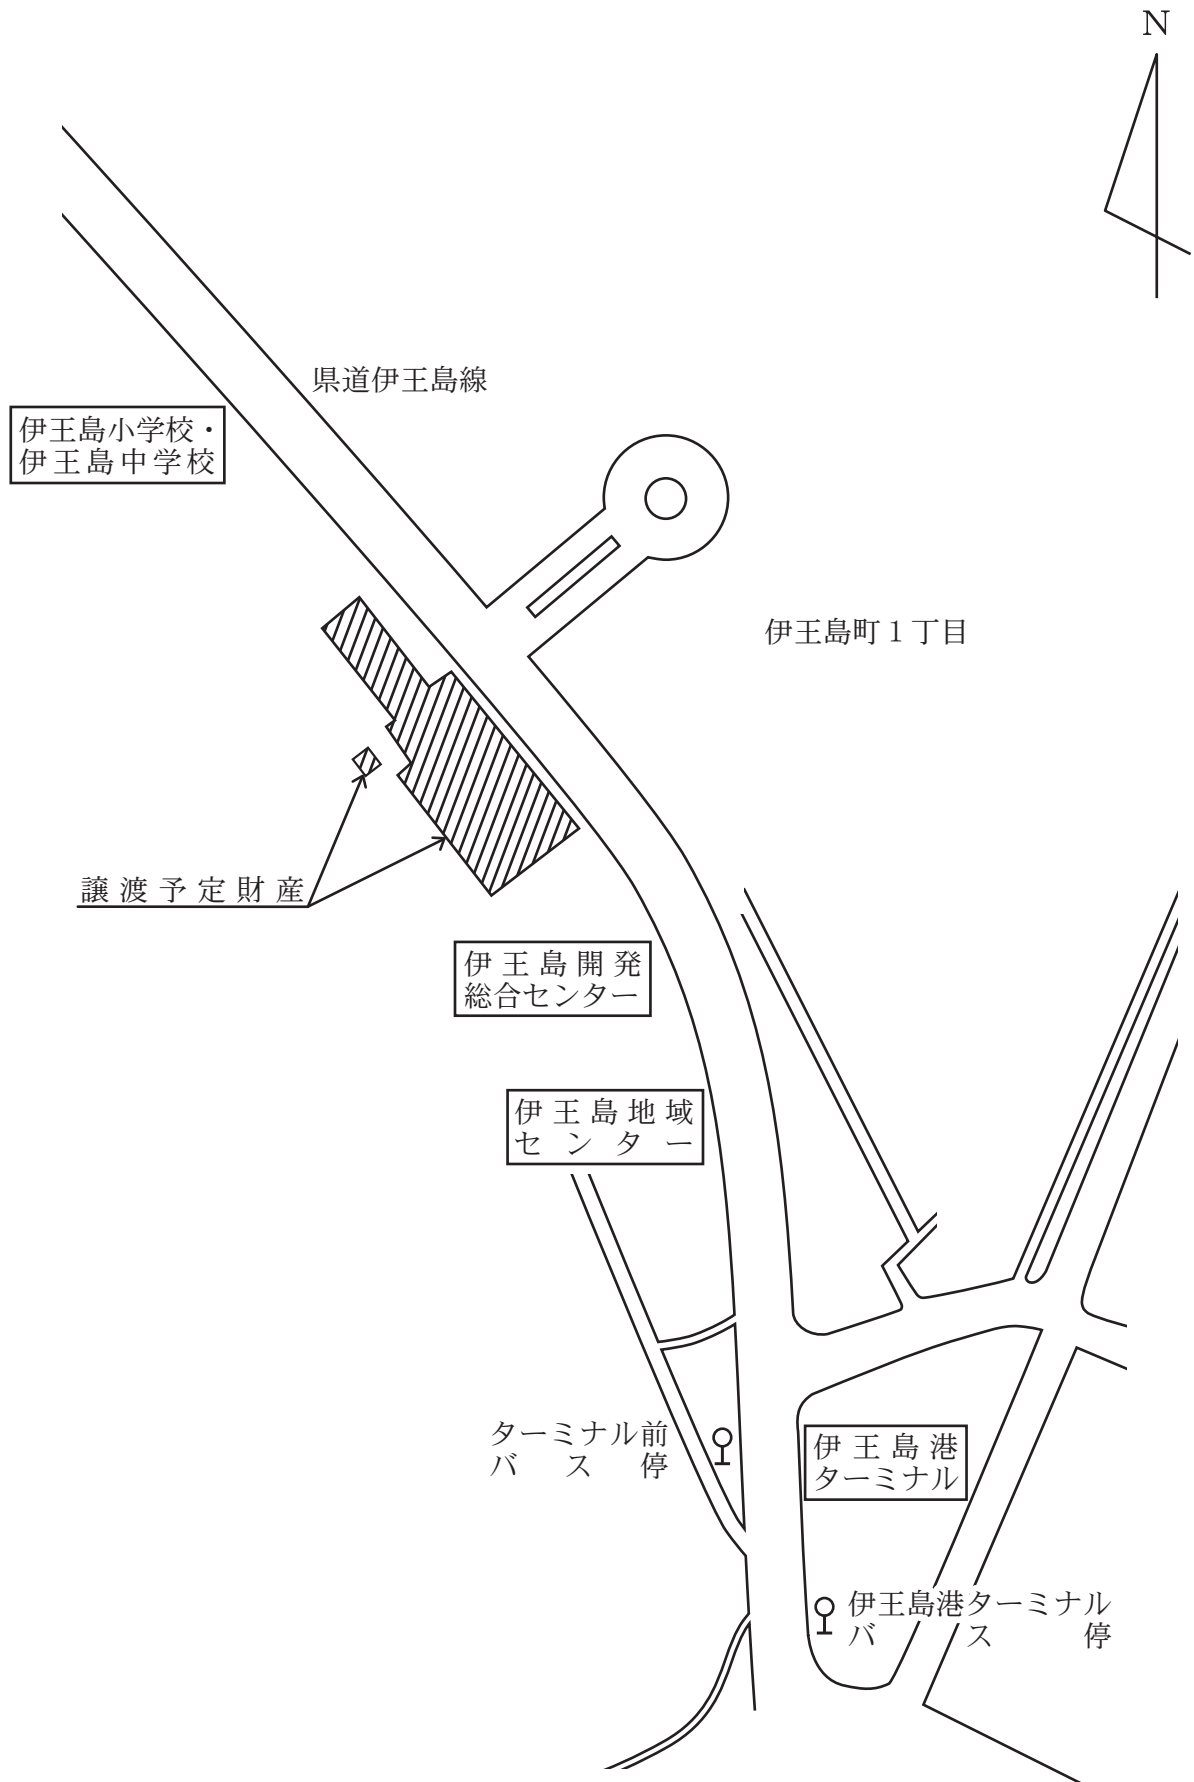 N
県道伊王島線
伊王島小学校・
伊王島中学校
伊王島町１丁目
譲渡予定財産
伊王島開発
総合センター
伊王島地域
センター
ターミナル前
バス停
伊王島港
ターミナル
伊王島港ターミナル
バス停